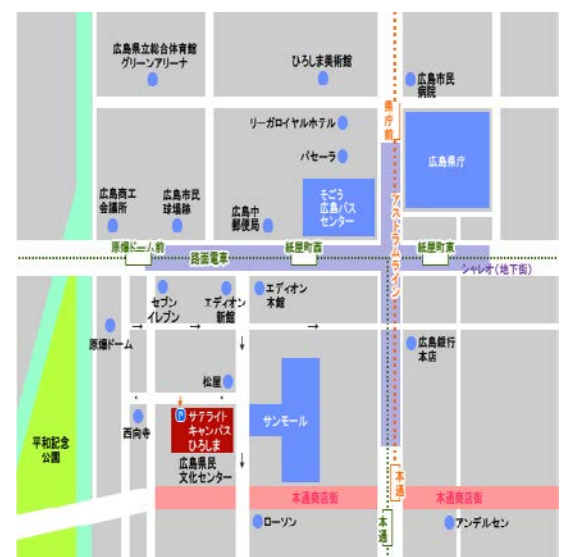 広島県立総合体育館
グリーンアリーナ
ひろしま美術館
広島市民
病院
リーガロイヤルホテル
県庁前
パセーラ
広島県庁
そごう
広島バス
センター
広島商工
会議所
広島市民
球場跡
広島中
郵便局
アストラムライン
原爆ドーム前
路面電車
紙屋町西
紙屋町東
シャレオ(地下街)
セブン
イレブン
エディオン
新館
エディオン
本館
原爆ドーム
広島銀行
本店
松屋
P
サテライト
キャンパス
ひろしま
サンモール
西向寺
平和記念
公園
広島県民
文化センター
本通
本通商店街
本通商店街
ローソン
本通
アンデルセン